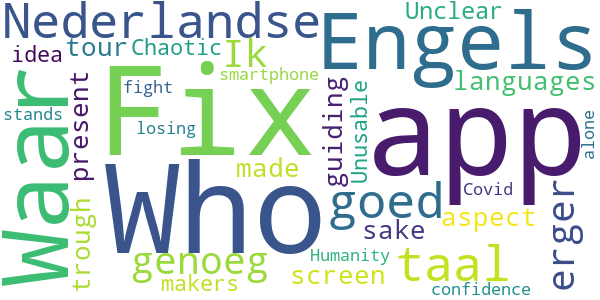 Nederlandse
Engels
Unclear
idea
tour
Chaotic
Ik
smartphone
languages
Waar
present
Fix
fight
stands
losing
guiding
Unusable
app
alone
Who
made
goed
Covid
erger
trough
genoeg
sake
aspect
makers
Humanity
screen
taal
confidence